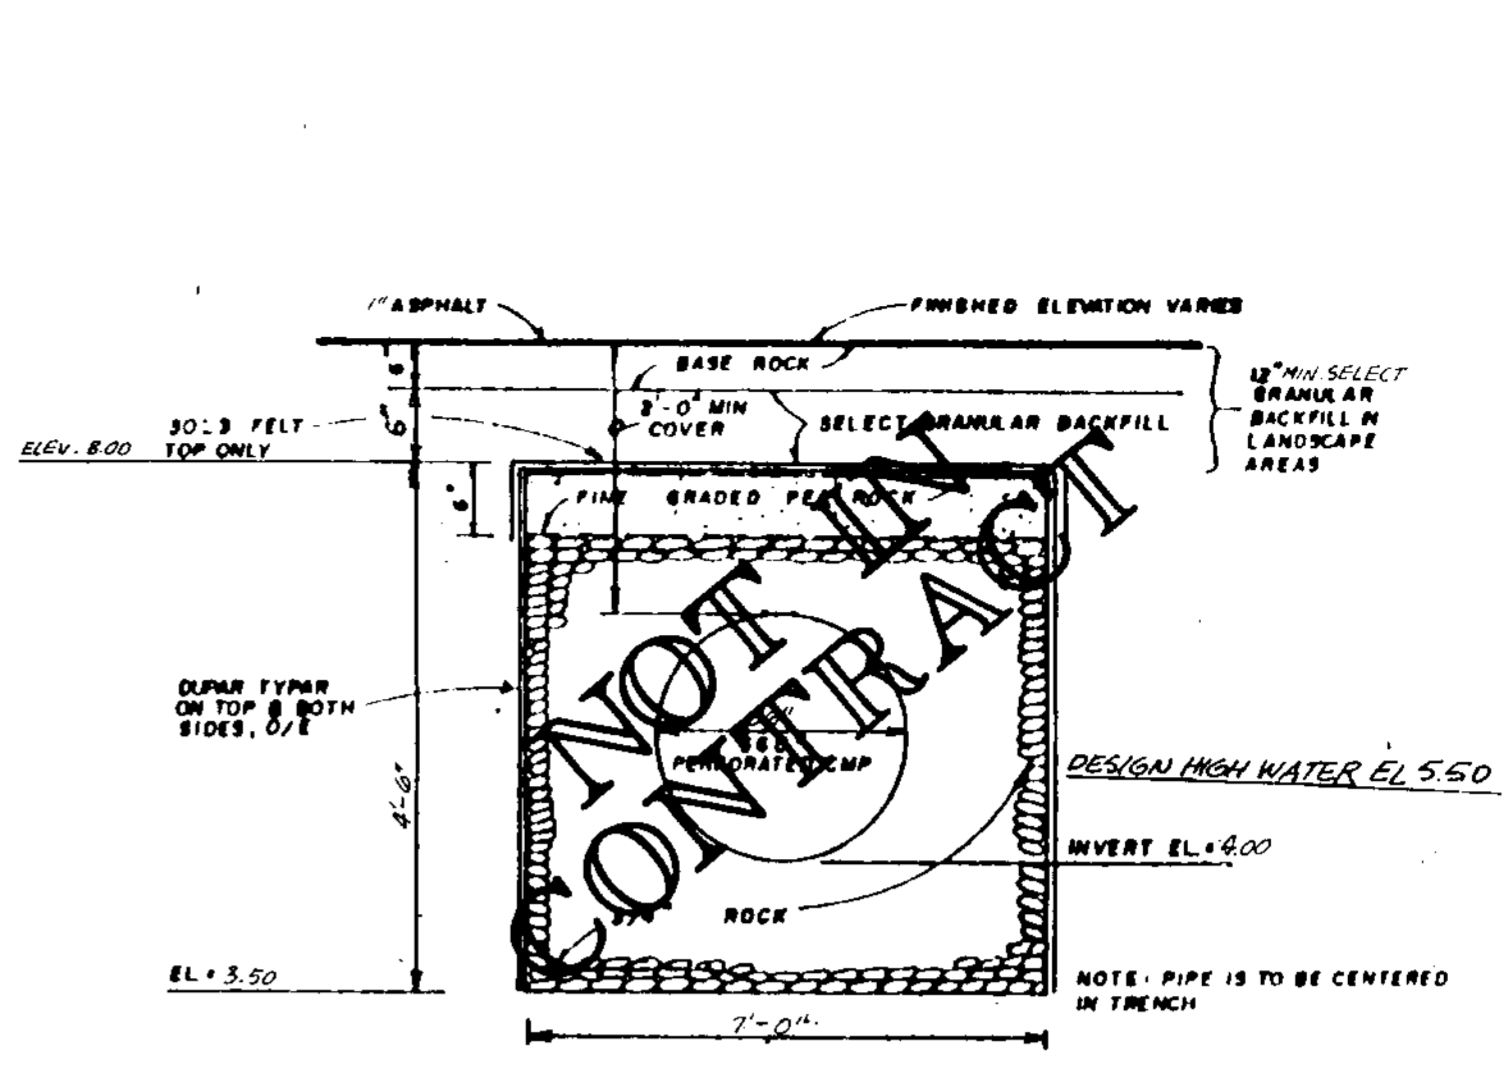 1" ASPHALT
FINISHED ELEVATION VARIES
6"
BASE ROCK
12" MIN. SELECT
GRANULAR
BACKFILL IN
LANDSCAPE
AREAS
6"
2'-0" MIN
COVER
SELECT GRANULAR BACKFILL
FELT
TOP ONLY
ELEV. 8.00
6"
FINE GRADED PEA ROCK
NOT IN
CONTRACT
DUPAR TYPAR
ON TOP & BOTH
SIDES, O/E
PERFORATED CMP
4'-6"
DESIGN HIGH WATER EL 5.50
INVERT EL = 4.00
3/4" ROCK
EL = 3.50
NOTE: PIPE IS TO BE CENTERED
IN TRENCH
7'-0"